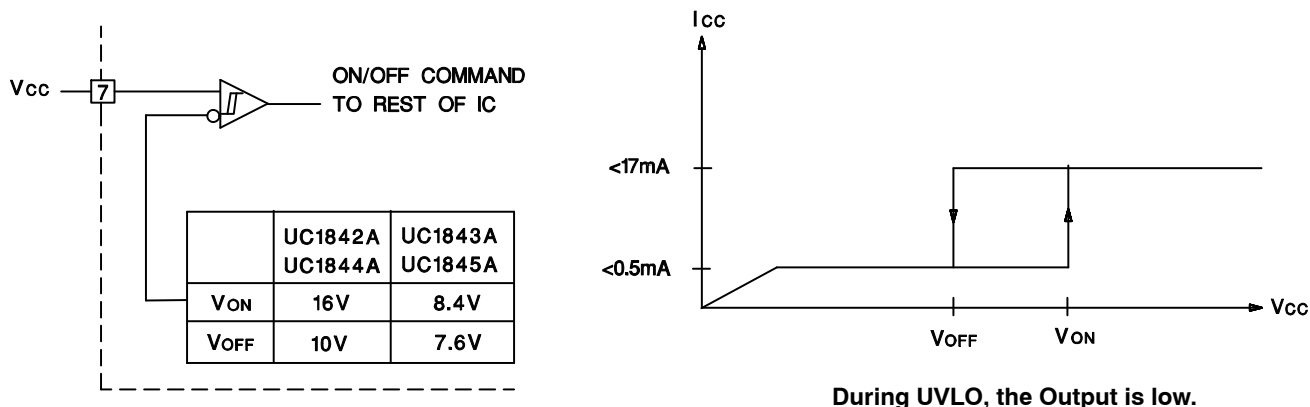 Vcc
7
ON/OFF COMMAND
TO REST OF IC
UC1842A UC1843A
UC1844A UC1845A
VON 16V 8.4V
VOFF 10V 7.6V
Icc
<17mA
<0.5mA
Vcc
VOFF VON
During UVLO, the Output is low.